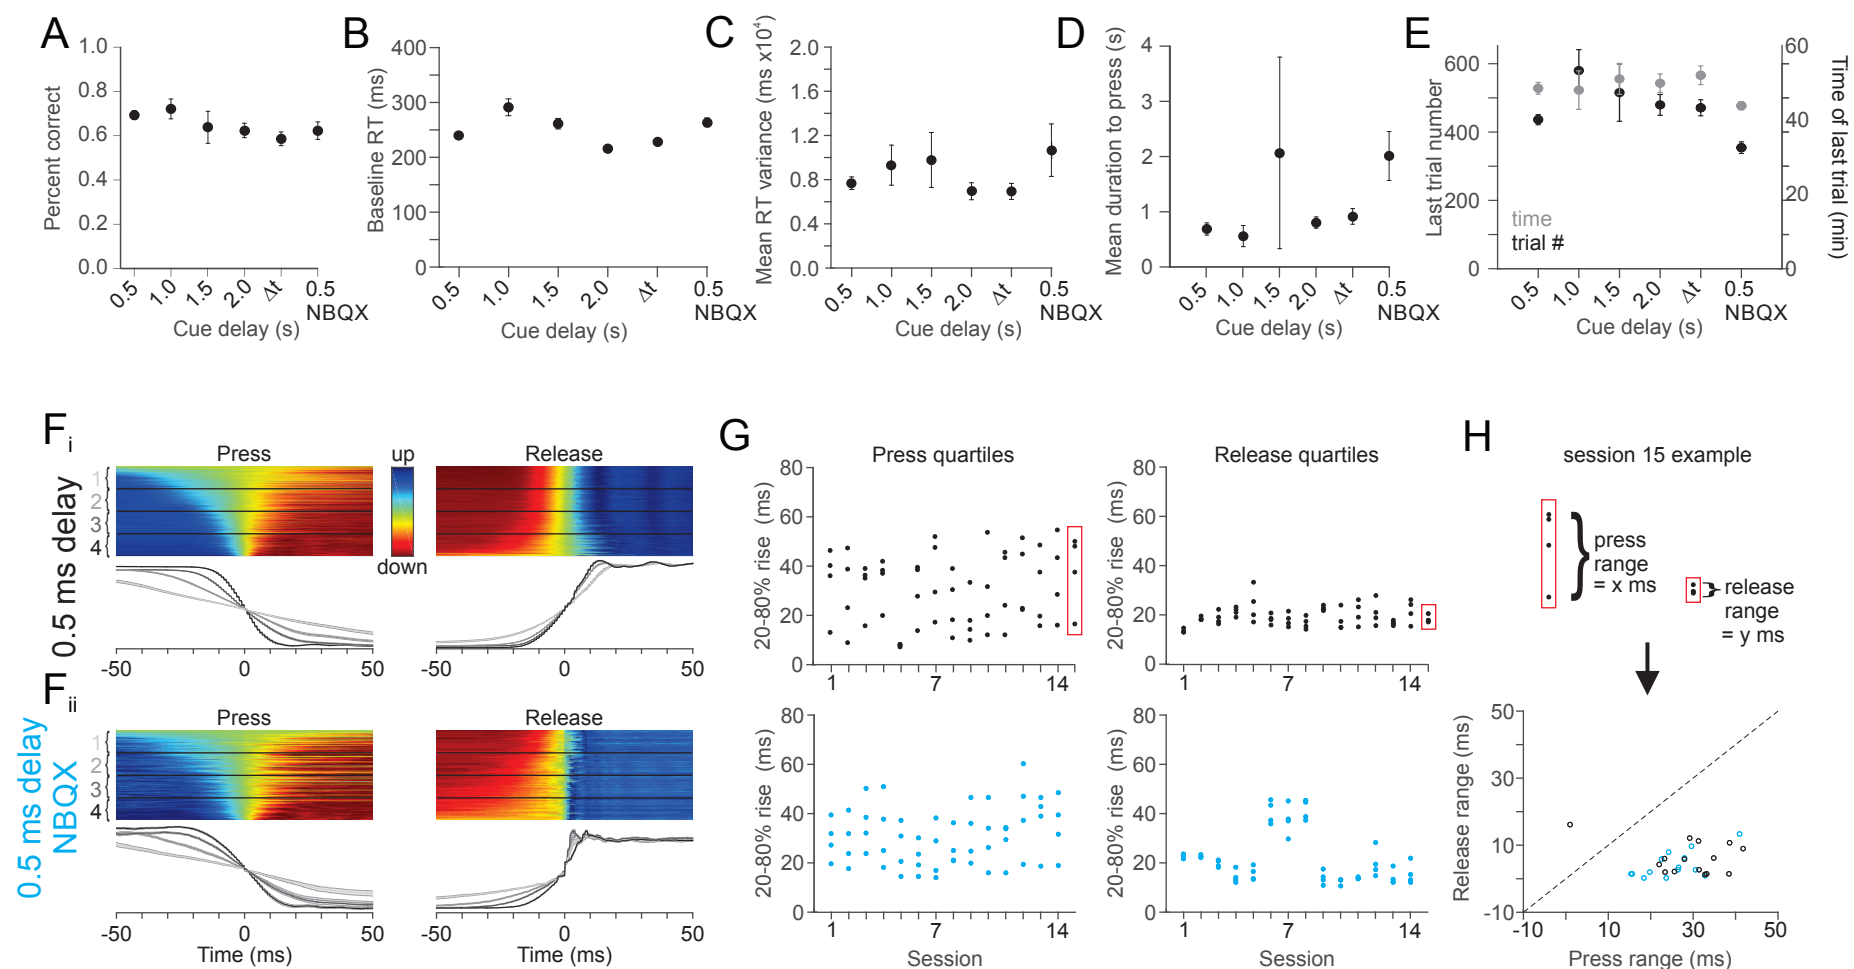 A
Percent correct
1.0
0.8
0.6
0.4
0.2
0.0
0.5
1.0
1.5
2.0
Δt
0.5
NBQX
Cue delay (s)
B
Baseline RT (ms)
400
300
200
100
0
0.5
1.0
1.5
2.0
Δt
0.5
NBQX
Cue delay (s)
C
Mean RT variance (ms x10⁴)
2.0
1.6
1.2
0.8
0.4
0.0
0.5
1.0
1.5
2.0
Δt
0.5
NBQX
Cue delay (s)
D
Mean duration to press (s)
4
3
2
1
0
0.5
1.0
1.5
2.0
Δt
0.5
NBQX
Cue delay (s)
E
Last trial number
600
400
200
0
time
trial #
60
40
20
0
Time of last trial (min)
0.5
1.0
1.5
2.0
Δt
0.5
NBQX
Cue delay (s)
Fi
0.5 ms delay
Press
1
2
3
4
up
down
Release
-50
0
50
-50
0
50
Fii
0.5 ms delay
NBQX
Press
1
2
3
4
Release
-50
0
50
Time (ms)
-50
0
50
Time (ms)
G
Press quartiles
20-80% rise (ms)
80
60
40
20
0
1
7
14
Release quartiles
20-80% rise (ms)
80
60
40
20
0
1
7
14
20-80% rise (ms)
80
60
40
20
0
1
7
14
Session
20-80% rise (ms)
80
60
40
20
0
1
7
14
Session
H
session 15 example
press
range
= x ms
release
range
= y ms
Release range (ms)
50
30
10
-10
-10
10
30
50
Press range (ms)